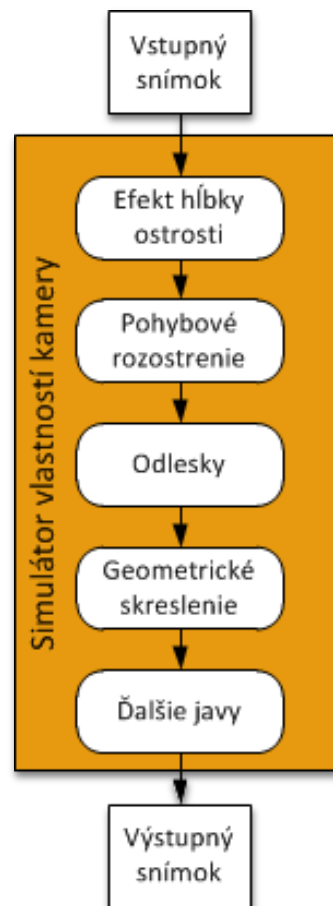 Vstupný
snímok
Simulátor vlastností kamery
Efekt hĺbky
ostrosti
Pohybové
rozostrenie
Odlesky
Geometrické
skreslenie
Ďalšie javy
Výstupný
snímok